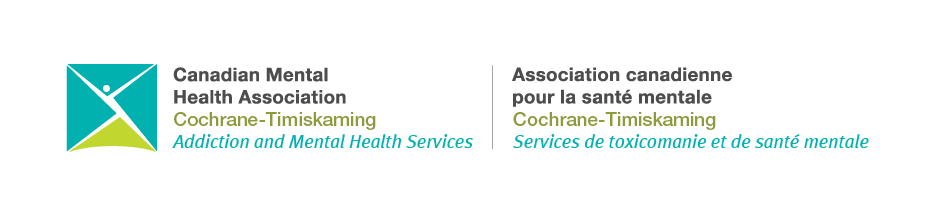 Canadian Mental
Health Association
Cochrane-Timiskaming
Addiction and Mental Health Services
Association canadienne
pour la santé mentale
Cochrane-Timiskaming
Services de toxicomanie et de santé mentale